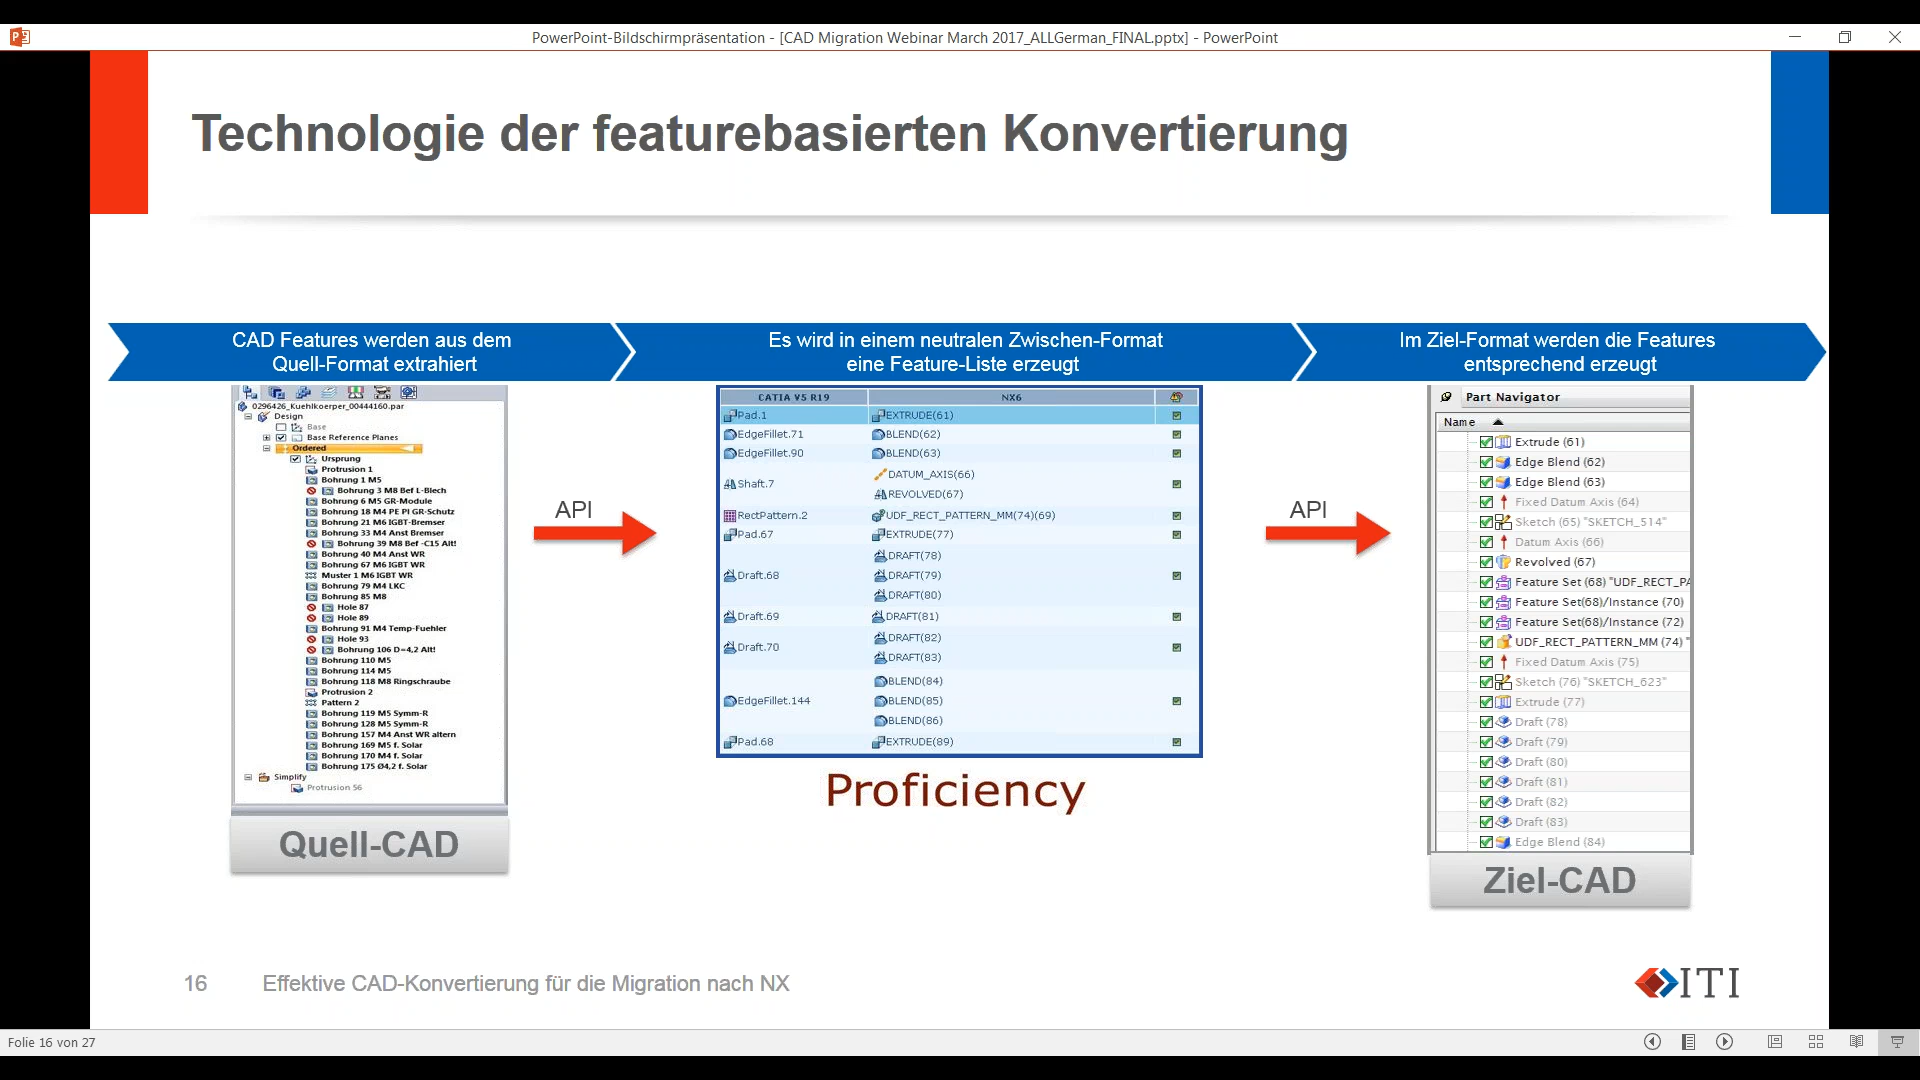 PowerPoint-Bildschirmpräsentation - [CAD Migration Webinar March 2017_ALLGerman_FINAL.pptx] - PowerPoint
Technologie der featurebasierten Konvertierung
CAD Features werden aus dem
Quell-Format extrahiert
Es wird in einem neutralen Zwischen-Format
eine Feature-Liste erzeugt
Im Ziel-Format werden die Features
entsprechend erzeugt
0296426_Kuehlkoerper_00444160.par
Design
Base
Base Reference Planes
Ordered
Ursprung
Protrusion 1
Bohrung 1 M5
Bohrung 3 M8 Bef L-Blech
Bohrung 6 M5 GR-Module
Bohrung 18 M4 PE PI GR-Schutz
Bohrung 21 M6 IGBT-Bremser
Bohrung 33 M4 Anst Bremser
Bohrung 39 M8 Bef -C15 Alt!
Bohrung 40 M4 Anst WR
Bohrung 67 M6 IGBT WR
Muster 1 M6 IGBT WR
Bohrung 79 M4 LKC
Bohrung 85 M8
Hole 87
Hole 89
Bohrung 91 M4 Temp-Fuehler
Hole 93
Bohrung 106 D=4,2 Alt!
Bohrung 110 M5
Bohrung 114 M5
Bohrung 118 M8 Ringschraube
Protrusion 2
Pattern 2
Bohrung 119 M5 Symm-R
Bohrung 128 M5 Symm-R
Bohrung 157 M4 Anst WR altern
Bohrung 169 M5 f. Solar
Bohrung 170 M4 f. Solar
Bohrung 175 Ø4,2 f. Solar
Simplify
Protrusion 56
Quell-CAD
API
CATIA V5 R19 NX6
Pad.1 EXTRUDE(61)
EdgeFillet.71 BLEND(62)
EdgeFillet.90 BLEND(63)
Shaft.7 DATUM_AXIS(66)
REVOLVED(67)
RectPattern.2 UDF_RECT_PATTERN_MM(74)(69)
Pad.67 EXTRUDE(77)
DRAFT(78)
Draft.68 DRAFT(79)
DRAFT(80)
Draft.69 DRAFT(81)
Draft.70 DRAFT(82)
DRAFT(83)
BLEND(84)
EdgeFillet.144 BLEND(85)
BLEND(86)
Pad.68 EXTRUDE(89)
Proficiency
API
Part Navigator
Name
Extrude (61)
Edge Blend (62)
Edge Blend (63)
Fixed Datum Axis (64)
Sketch (65) "SKETCH_514"
Datum Axis (66)
Revolved (67)
Feature Set (68) "UDF_RECT_PA
Feature Set(68)/Instance (70)
Feature Set(68)/Instance (72)
UDF_RECT_PATTERN_MM (74) "
Fixed Datum Axis (75)
Sketch (76) "SKETCH_623"
Extrude (77)
Draft (78)
Draft (79)
Draft (80)
Draft (81)
Draft (82)
Draft (83)
Edge Blend (84)
Ziel-CAD
16 Effektive CAD-Konvertierung für die Migration nach NX
ITI
Folie 16 von 27